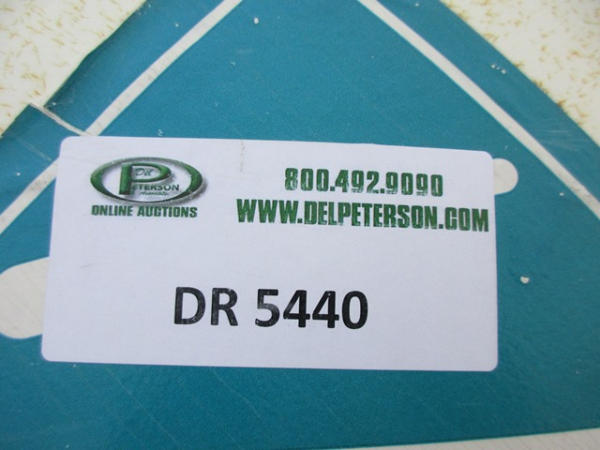 Del
PETERSON
ONLINE AUCTIONS
800.492.9090
WWW.DELPETERSON.COM
DR 5440